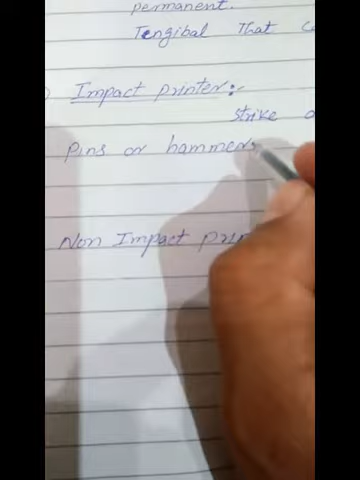 permanent.
Tengibal That
Impact printer:
strike
pins or hammers
Non Impact